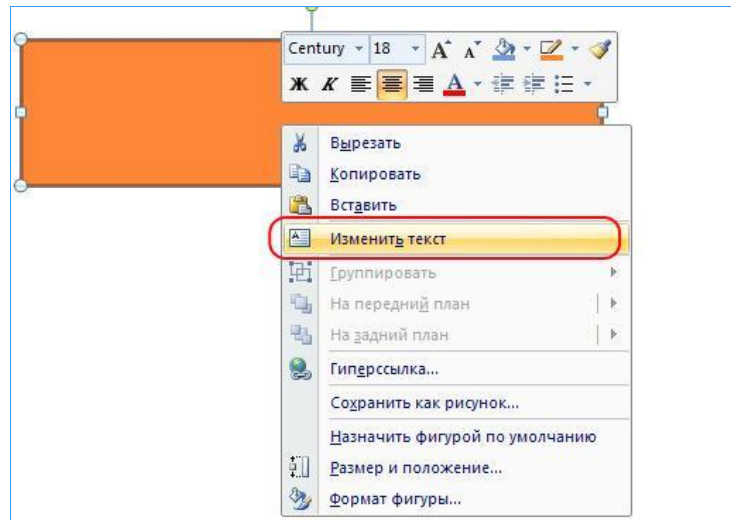 Century 18 A A
Ж К A
Вырезать
Копировать
Вставить
Изменить текст
Группировать
На передний план
На задний план
Гиперссылка...
Сохранить как рисунок...
Назначить фигурой по умолчанию
Размер и положение...
Формат фигуры...